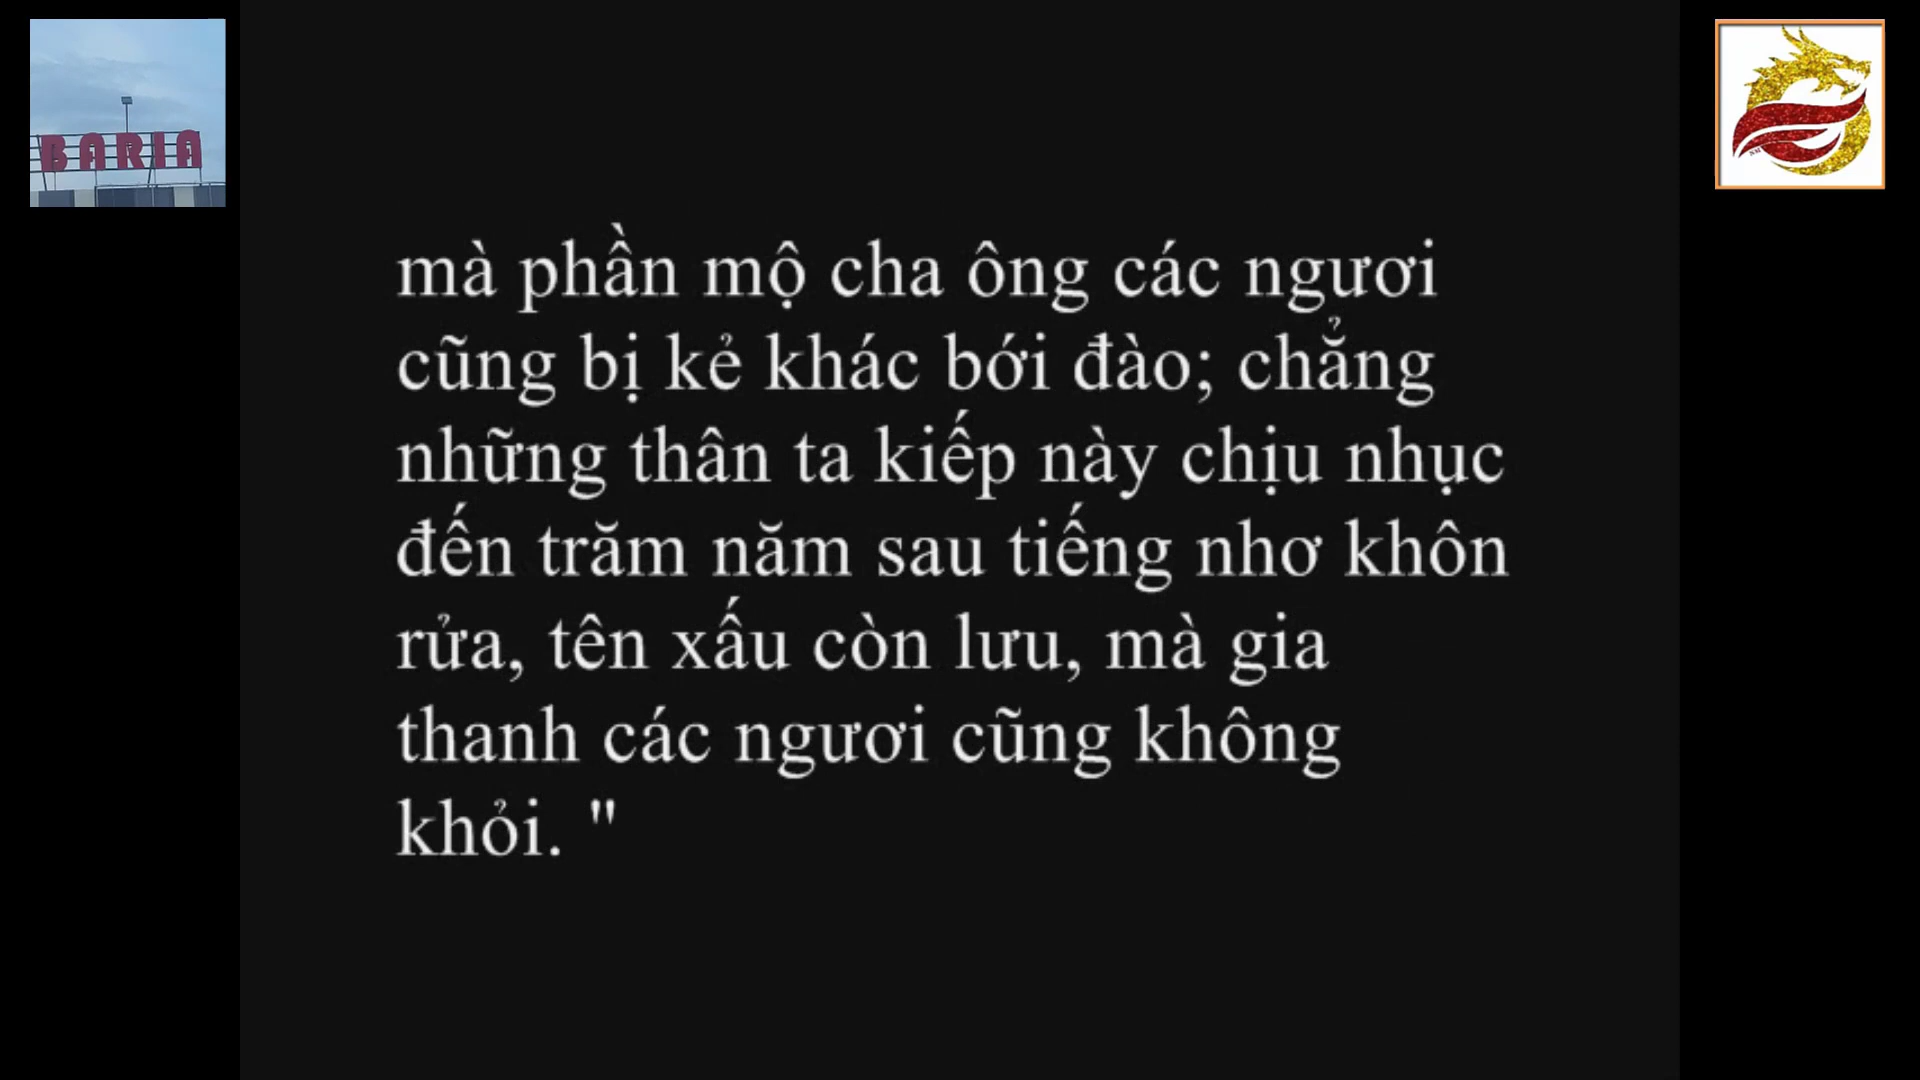 BARIA
mà phần mộ cha ông các ngươi
cũng bị kẻ khác bới đào; chẳng
những thân ta kiếp này chịu nhục
đến trăm năm sau tiếng nhơ khôn
rửa, tên xấu còn lưu, mà gia
thanh các ngươi cũng không
khỏi. "